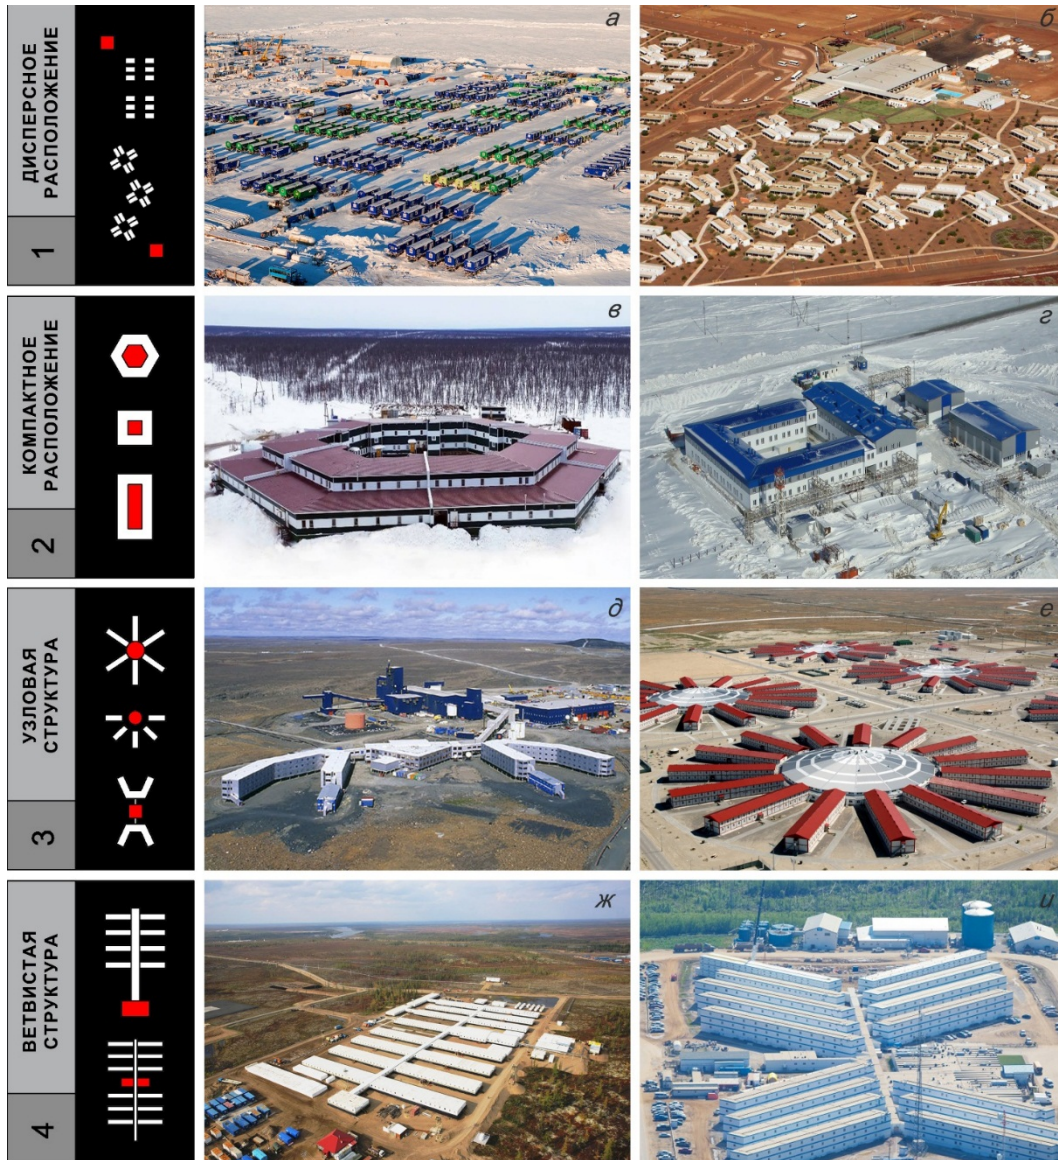 ДИСПЕРСНОЕ
РАСПОЛОЖЕНИЕ
1
а
б
КОМПАКТНОЕ
РАСПОЛОЖЕНИЕ
2
в
г
УЗЛОВАЯ
СТРУКТУРА
3
д
е
ВЕТВИСТАЯ
СТРУКТУРА
4
ж
и